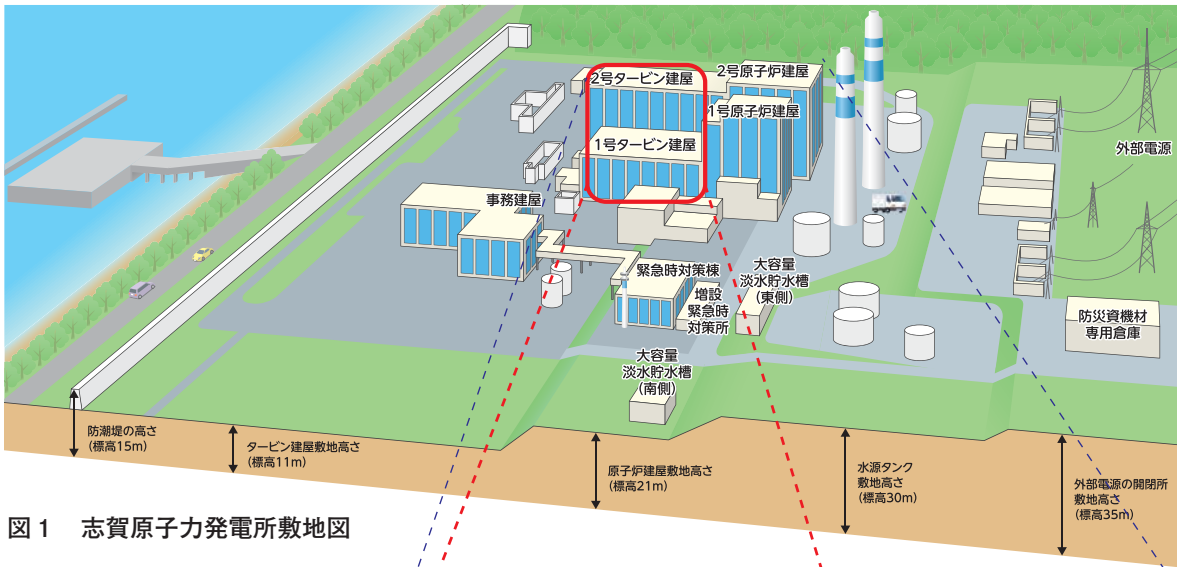 2号タービン建屋
2号原子炉建屋
1号原子炉建屋
1号タービン建屋
外部電源
事務建屋
緊急時対策棟
増設
緊急時
対策所
大容量
淡水貯水槽
(東側)
防災資機材
専用倉庫
大容量
淡水貯水槽
(南側)
防潮堤の高さ
(標高15m)
タービン建屋敷地高さ
(標高11m)
原子炉建屋敷地高さ
(標高21m)
水源タンク
敷地高さ
(標高30m)
外部電源の開閉所
敷地高さ
(標高35m)
図1 志賀原子力発電所敷地図